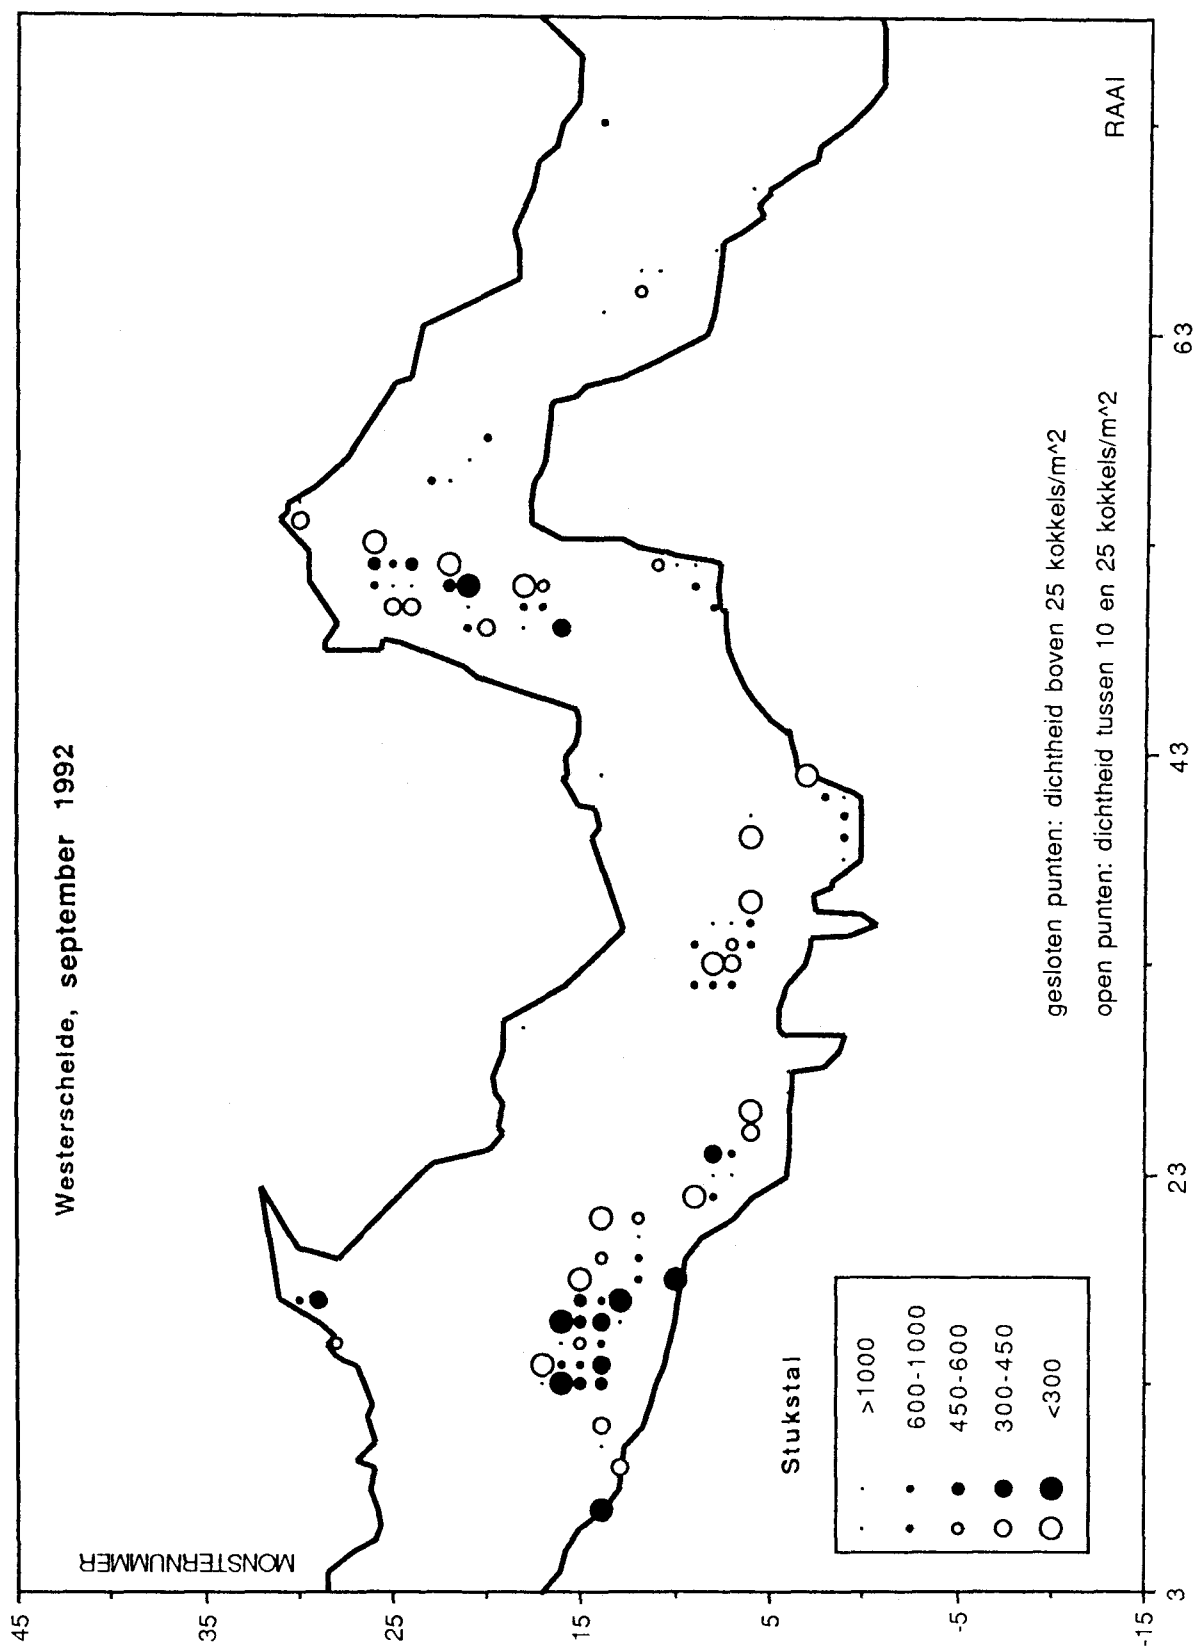 Westerschelde, september 1992
MONSTERNUMMER
45
35
25
15
5
-5
-15
3
23
43
63
RAAI
gesloten punten: dichtheid boven 25 kokkels/m^2
open punten: dichtheid tussen 10 en 25 kokkels/m^2
Stukstal
>1000
600-1000
450-600
300-450
<300